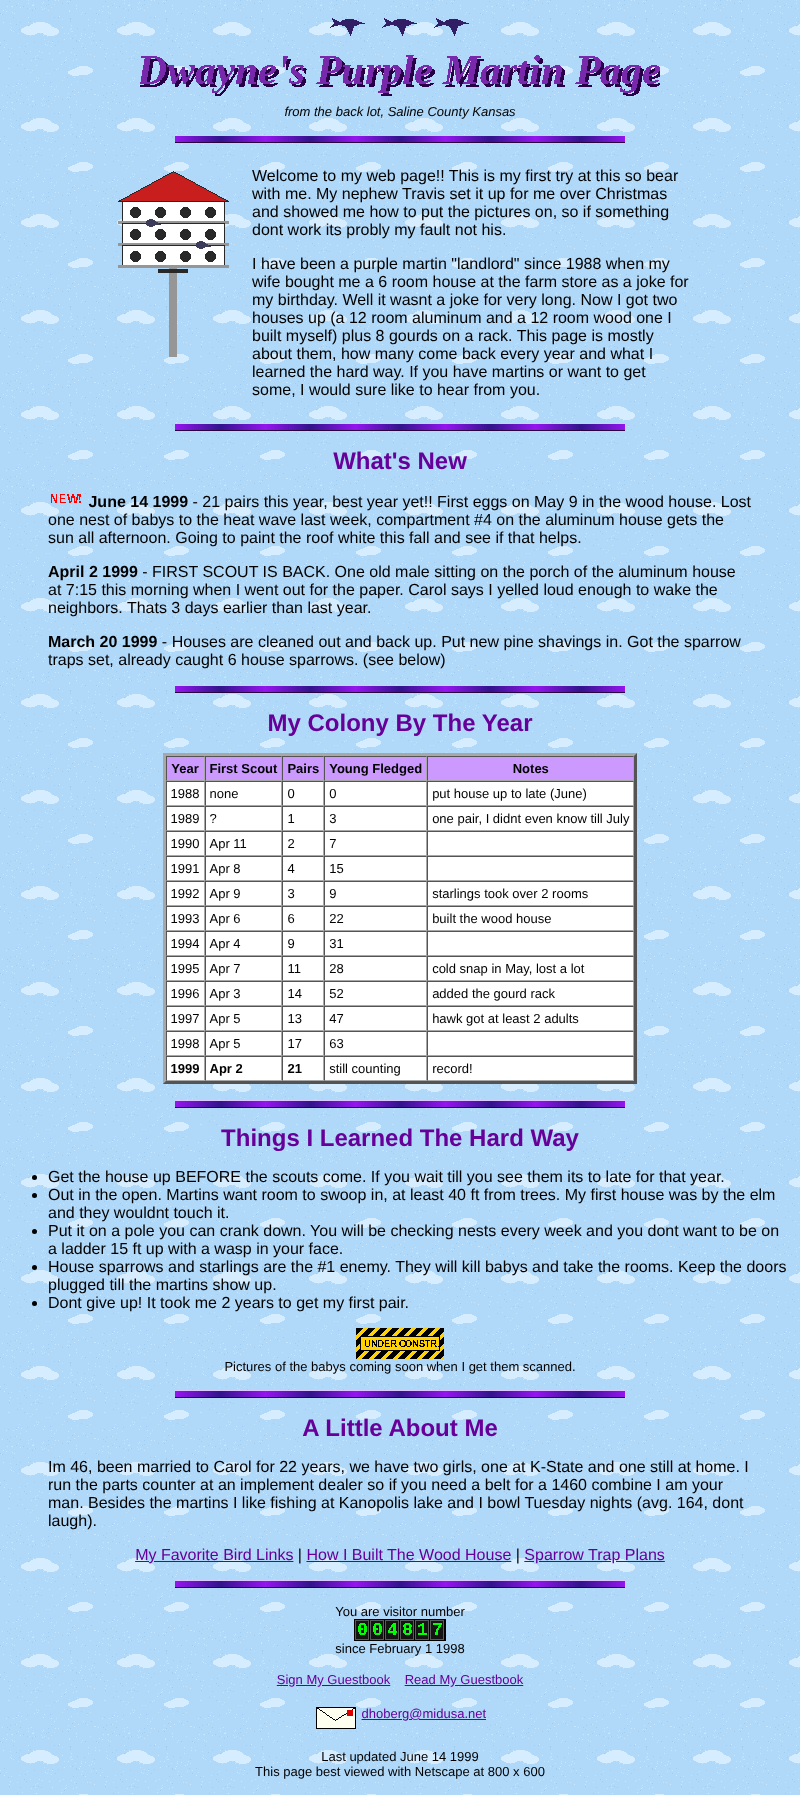 Dwayne's Purple Martin Page
from the back lot, Saline County Kansas
Welcome to my web page!! This is my first try at this so bear
with me. My nephew Travis set it up for me over Christmas
and showed me how to put the pictures on, so if something
dont work its probly my fault not his.
I have been a purple martin "landlord" since 1988 when my
wife bought me a 6 room house at the farm store as a joke for
my birthday. Well it wasnt a joke for very long. Now I got two
houses up (a 12 room aluminum and a 12 room wood one I
built myself) plus 8 gourds on a rack. This page is mostly
about them, how many come back every year and what I
learned the hard way. If you have martins or want to get
some, I would sure like to hear from you.
What's New
NEW! June 14 1999 - 21 pairs this year, best year yet!! First eggs on May 9 in the wood house. Lost
one nest of babys to the heat wave last week, compartment #4 on the aluminum house gets the
sun all afternoon. Going to paint the roof white this fall and see if that helps.
April 2 1999 - FIRST SCOUT IS BACK. One old male sitting on the porch of the aluminum house
at 7:15 this morning when I went out for the paper. Carol says I yelled loud enough to wake the
neighbors. Thats 3 days earlier than last year.
March 20 1999 - Houses are cleaned out and back up. Put new pine shavings in. Got the sparrow
traps set, already caught 6 house sparrows. (see below)
My Colony By The Year
Year First Scout Pairs Young Fledged Notes
1988 none 0 0 put house up to late (June)
1989 ? 1 3 one pair, I didnt even know till July
1990 Apr 11 2 7
1991 Apr 8 4 15
1992 Apr 9 3 9 starlings took over 2 rooms
1993 Apr 6 6 22 built the wood house
1994 Apr 4 9 31
1995 Apr 7 11 28 cold snap in May, lost a lot
1996 Apr 3 14 52 added the gourd rack
1997 Apr 5 13 47 hawk got at least 2 adults
1998 Apr 5 17 63
1999 Apr 2 21 still counting record!
Things I Learned The Hard Way
• Get the house up BEFORE the scouts come. If you wait till you see them its to late for that year.
• Out in the open. Martins want room to swoop in, at least 40 ft from trees. My first house was by the elm
and they wouldnt touch it.
• Put it on a pole you can crank down. You will be checking nests every week and you dont want to be on
a ladder 15 ft up with a wasp in your face.
• House sparrows and starlings are the #1 enemy. They will kill babys and take the rooms. Keep the doors
plugged till the martins show up.
• Dont give up! It took me 2 years to get my first pair.
UNDER CONSTR.
Pictures of the babys coming soon when I get them scanned.
A Little About Me
Im 46, been married to Carol for 22 years, we have two girls, one at K-State and one still at home. I
run the parts counter at an implement dealer so if you need a belt for a 1460 combine I am your
man. Besides the martins I like fishing at Kanopolis lake and I bowl Tuesday nights (avg. 164, dont
laugh).
My Favorite Bird Links | How I Built The Wood House | Sparrow Trap Plans
You are visitor number
004817
since February 1 1998
Sign My Guestbook Read My Guestbook
dhoberg@midusa.net
Last updated June 14 1999
This page best viewed with Netscape at 800 x 600